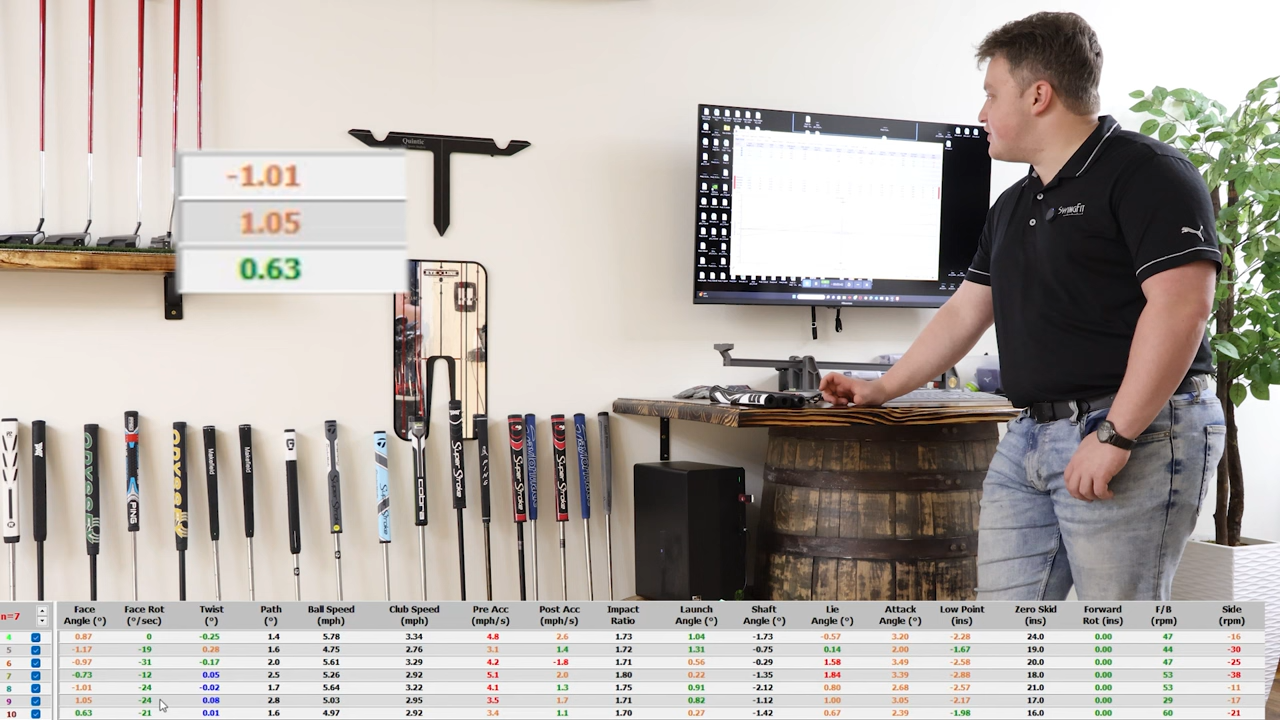 Quintic
-1.01
1.05
0.63
SWINGFIT
ODYSSEY
PING
ODYSSEY
Makefield
Makefield
SuperStroke
SuperStroke
cobra
SuperStroke
SuperStroke
SuperStroke
n=7 Face Angle (°) Face Rot (°/sec) Twist (°) Path (°) Ball Speed (mph) Club Speed (mph) Pre Acc (mph/s) Post Acc (mph/s) Impact Ratio Launch Angle (°) Shaft Angle (°) Lie Angle (°) Attack Angle (°) Low Point (ins) Zero Skid (ins) Forward Rot (ins) F/B (rpm) Side (rpm)
4 0.87 0 -0.25 1.4 5.78 3.34 4.8 2.6 1.73 1.04 -1.73 -0.57 3.20 -2.28 24.0 0.00 47 -16
5 -1.17 -19 0.28 1.6 4.75 2.76 3.1 1.4 1.72 1.31 -0.75 0.14 2.00 -1.67 19.0 0.00 44 -30
6 -0.97 -31 -0.17 2.0 5.61 3.29 4.2 -1.8 1.71 0.56 -0.29 1.58 3.49 -2.58 20.0 0.00 47 -25
7 -0.73 -12 0.05 2.5 5.26 2.92 5.1 2.0 1.80 0.22 -1.35 1.84 3.39 -2.88 18.0 0.00 53 -38
8 -1.01 -24 -0.02 1.7 5.64 3.22 4.1 1.3 1.75 0.91 -2.12 0.80 2.68 -2.57 21.0 0.00 53 -11
9 1.05 -24 0.08 2.8 5.03 2.95 3.5 1.7 1.71 0.82 -1.12 1.00 3.05 -2.17 17.0 0.00 29 -17
10 0.63 -21 0.01 1.6 4.97 2.92 3.4 1.1 1.70 0.27 -1.42 0.67 2.39 -1.98 16.0 0.00 60 -21